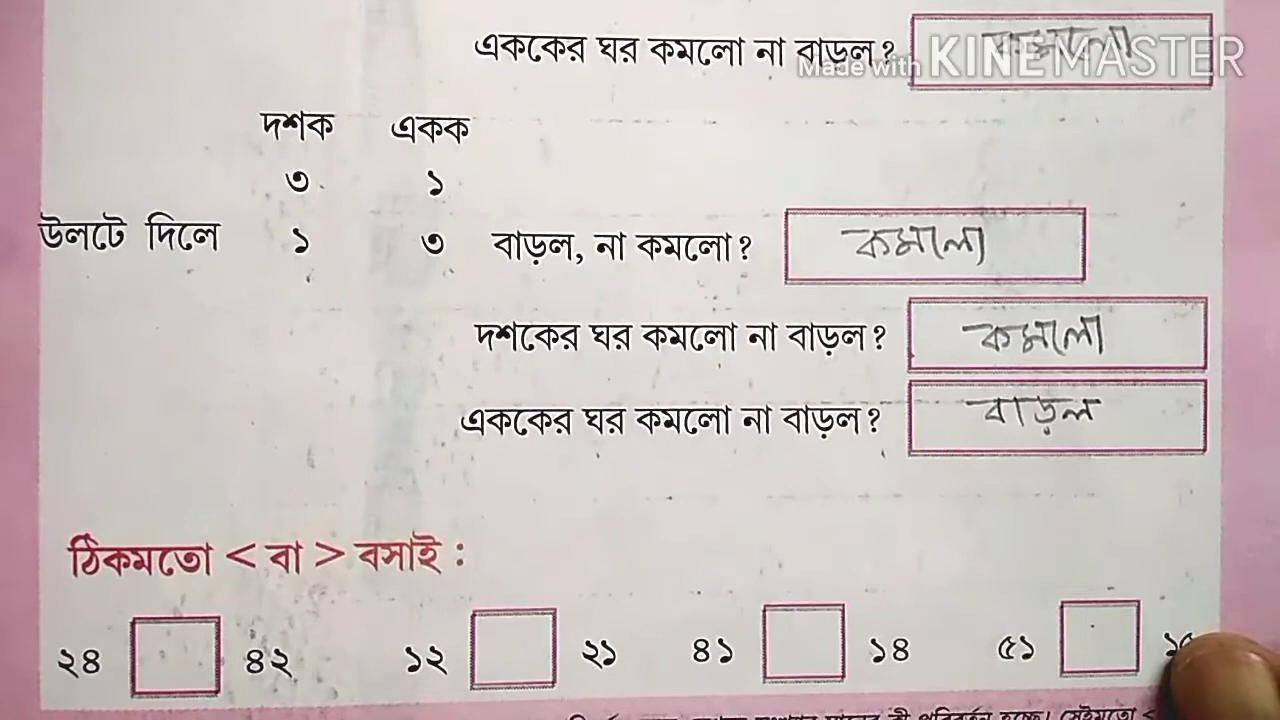 এককের ঘর কমলো না বাড়ল? কমলো
Made with KINEMASTER
দশক একক
৩ ১
উলটে দিলে ১ ৩ বাড়ল, না কমলো? কমলো
দশকের ঘর কমলো না বাড়ল? কমলো
এককের ঘর কমলো না বাড়ল? বাড়ল
ঠিকমতো < বা > বসাই :
২৪ ৪২ ১২ ২১ ৪১ ১৪ ৫১